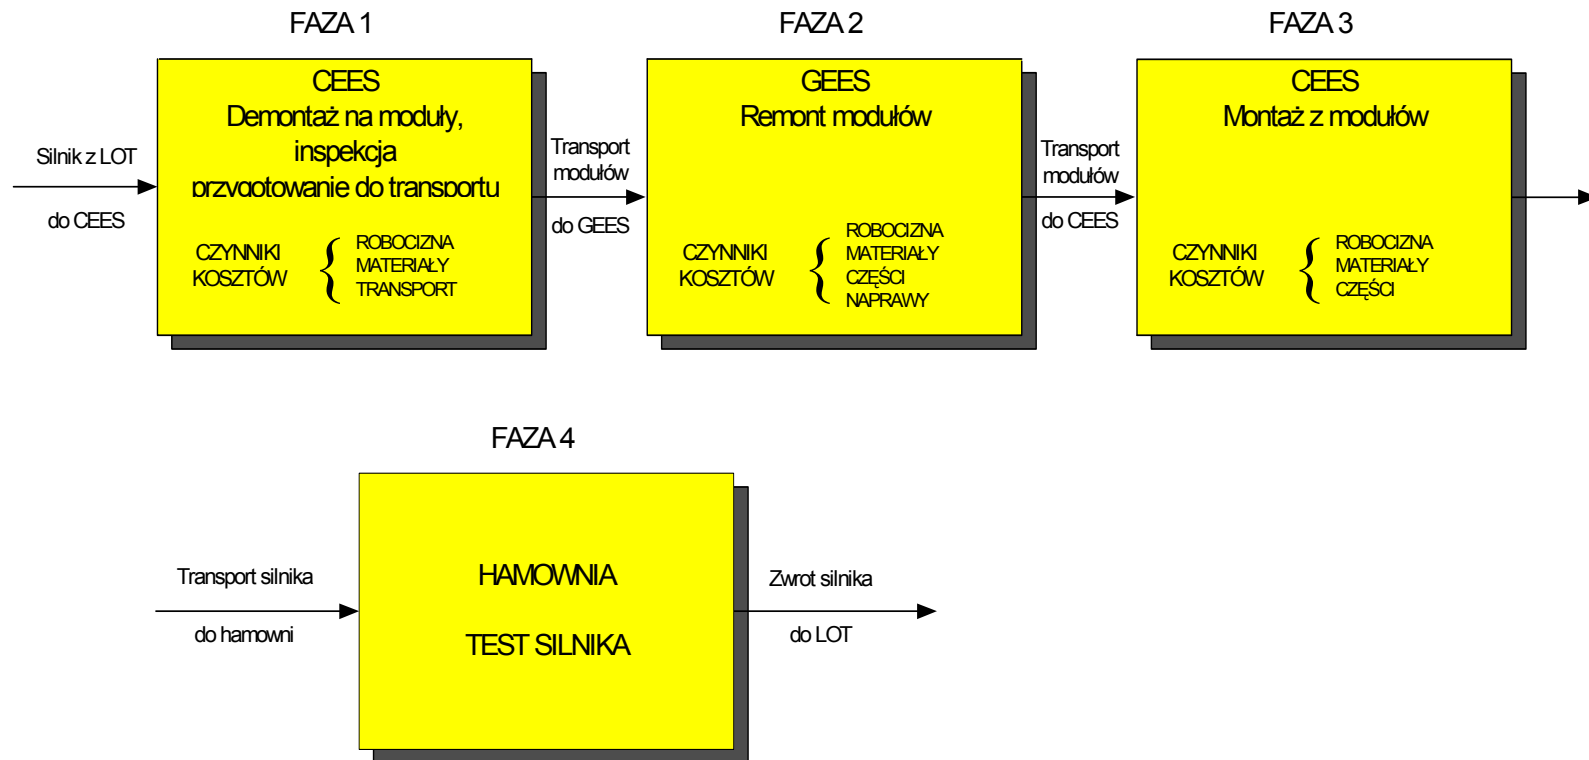 FAZA 1
CEES
Demontaż na moduły,
inspekcja
przygotowanie do transportu
Silnik z LOT
do CEES
CZYNNIKI
KOSZTÓW
{
ROBOCIZNA
MATERIAŁY
TRANSPORT
Transport
modułów
do GEES
FAZA 2
GEES
Remont modułów
CZYNNIKI
KOSZTÓW
{
ROBOCIZNA
MATERIAŁY
CZĘŚCI
NAPRAWY
Transport
modułów
do CEES
FAZA 3
CEES
Montaż z modułów
CZYNNIKI
KOSZTÓW
{
ROBOCIZNA
MATERIAŁY
CZĘŚCI
FAZA 4
Transport silnika
do hamowni
HAMOWNIA
TEST SILNIKA
Zwrot silnika
do LOT